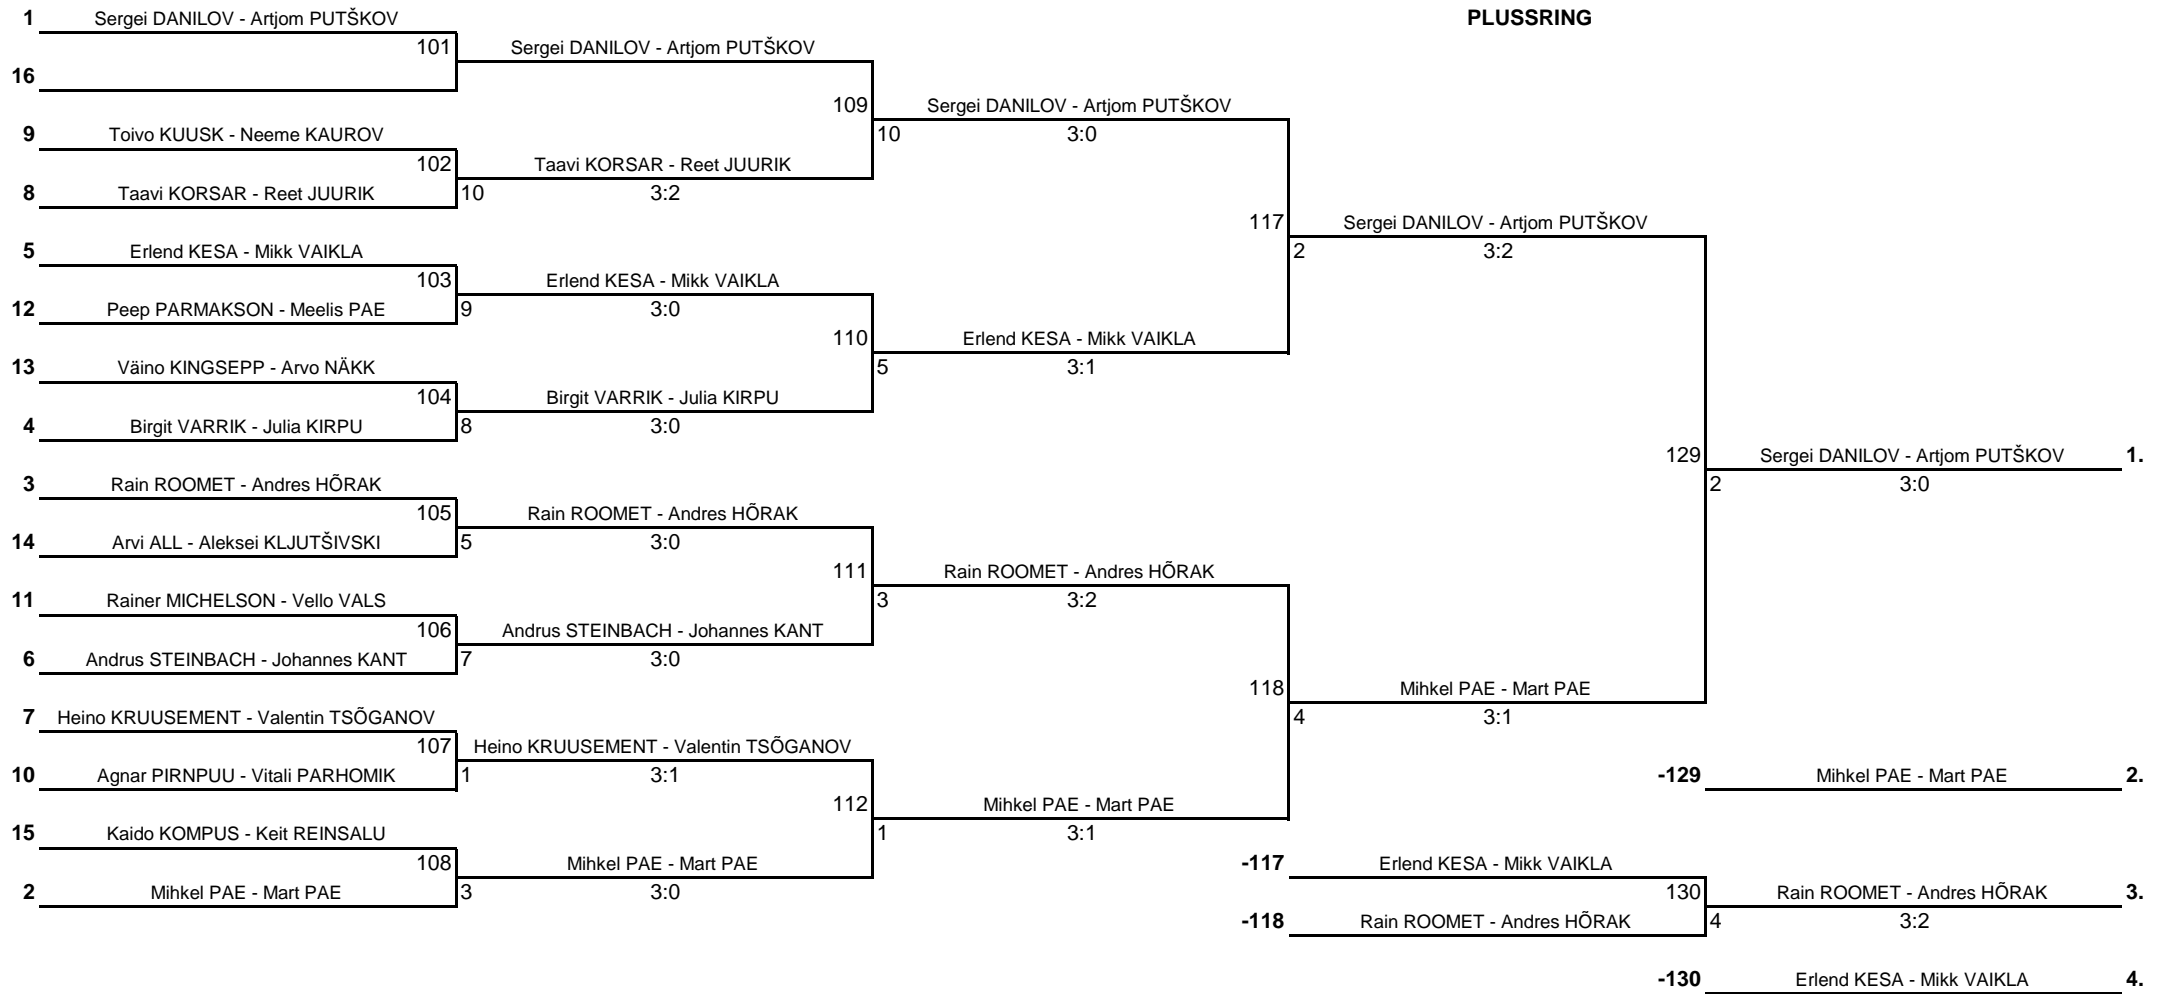 PLUSSRING
1 Sergei DANILOV - Artjom PUTŠKOV
101 Sergei DANILOV - Artjom PUTŠKOV
16
109 Sergei DANILOV - Artjom PUTŠKOV
9 Toivo KUUSK - Neeme KAUROV
10 3:0
102 Taavi KORSAR - Reet JUURIK
8 Taavi KORSAR - Reet JUURIK 10 3:2
117 Sergei DANILOV - Artjom PUTŠKOV
5 Erlend KESA - Mikk VAIKLA
2 3:2
103 Erlend KESA - Mikk VAIKLA
12 Peep PARMAKSON - Meelis PAE 9 3:0
110 Erlend KESA - Mikk VAIKLA
13 Väino KINGSEPP - Arvo NÄKK
5 3:1
104 Birgit VARRIK - Julia KIRPU
4 Birgit VARRIK - Julia KIRPU 8 3:0
129 Sergei DANILOV - Artjom PUTŠKOV 1.
3 Rain ROOMET - Andres HÕRAK
2 3:0
105 Rain ROOMET - Andres HÕRAK
14 Arvi ALL - Aleksei KLJUTŠIVSKI 5 3:0
111 Rain ROOMET - Andres HÕRAK
11 Rainer MICHELSON - Vello VALS
3 3:2
106 Andrus STEINBACH - Johannes KANT
6 Andrus STEINBACH - Johannes KANT 7 3:0
118 Mihkel PAE - Mart PAE
7 Heino KRUUSEMENT - Valentin TSÕGANOV
4 3:1
107 Heino KRUUSEMENT - Valentin TSÕGANOV
10 Agnar PIRNPUU - Vitali PARHOMIK 1 3:1
-129 Mihkel PAE - Mart PAE 2.
112 Mihkel PAE - Mart PAE
15 Kaido KOMPUS - Keit REINSALU
1 3:1
108 Mihkel PAE - Mart PAE
-117 Erlend KESA - Mikk VAIKLA
2 Mihkel PAE - Mart PAE 3 3:0
130 Rain ROOMET - Andres HÕRAK 3.
-118 Rain ROOMET - Andres HÕRAK 4 3:2
-130 Erlend KESA - Mikk VAIKLA 4.